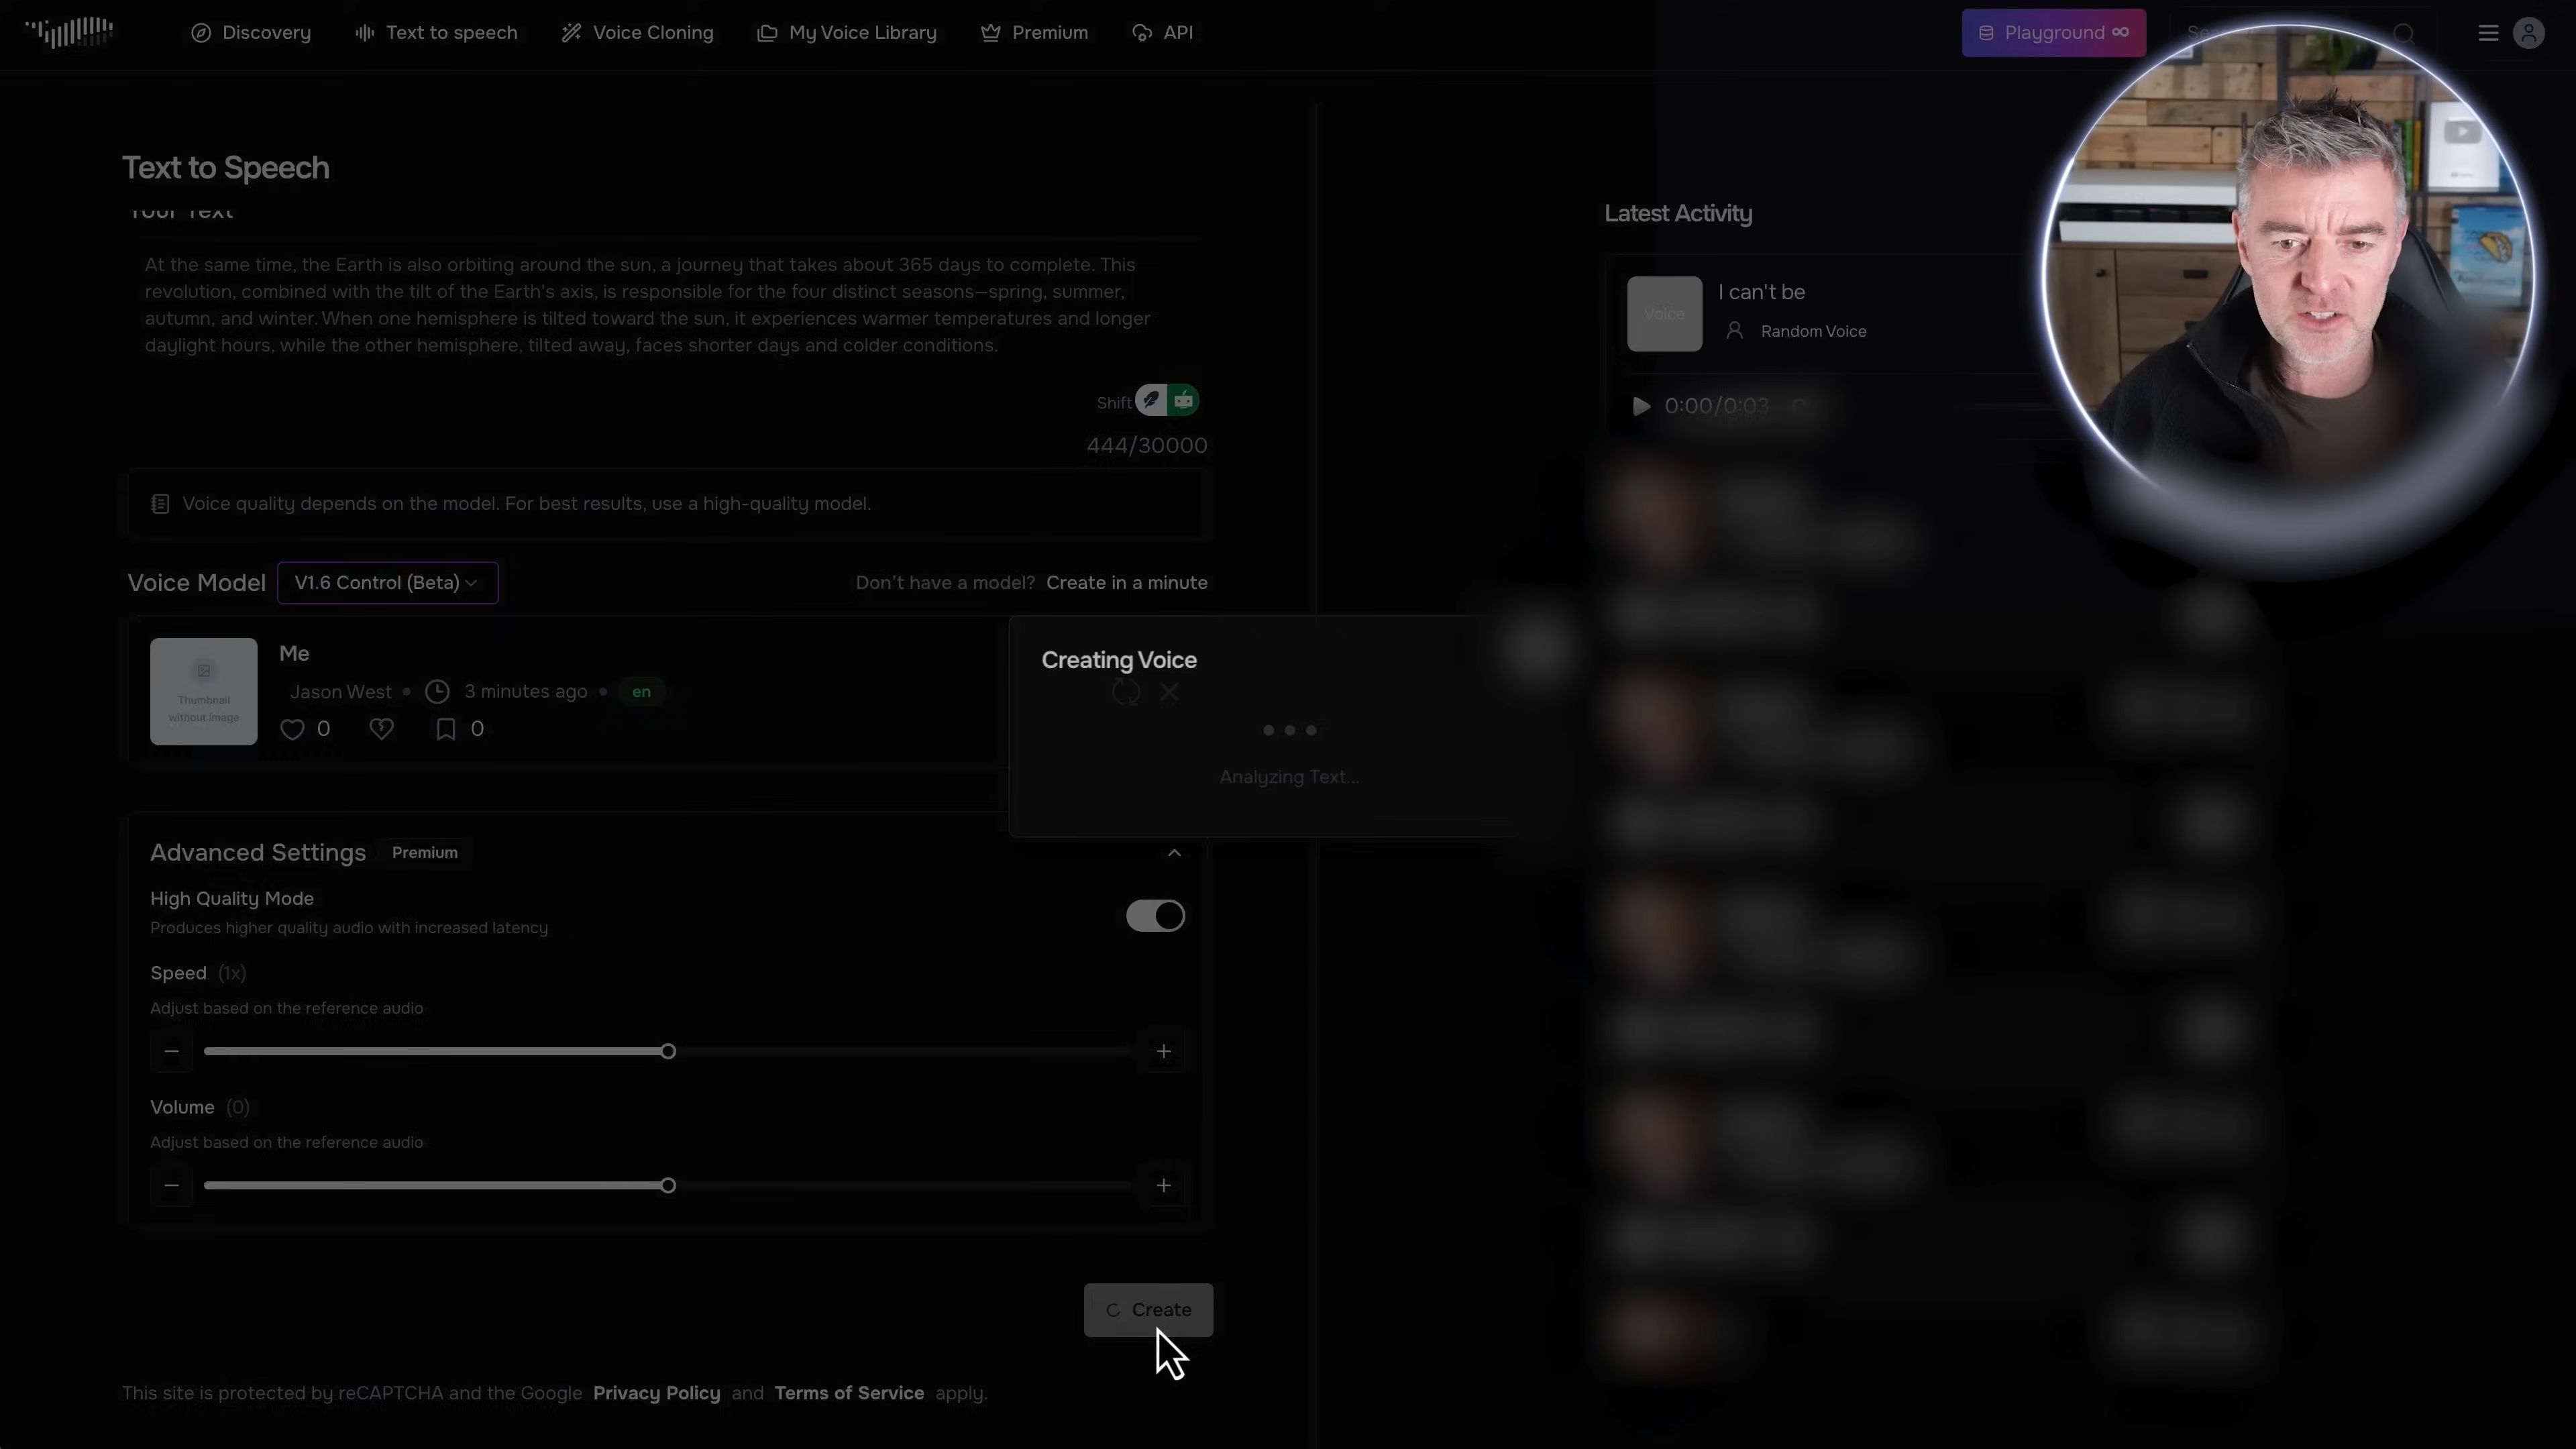 Discovery
Text to speech
Voice Cloning
My Voice Library
Premium
API
Playground
Text to Speech
Your Text
At the same time, the Earth is also orbiting around the sun, a journey that takes about 365 days to complete. This
revolution, combined with the tilt of the Earth's axis, is responsible for the four distinct seasons—spring, summer,
autumn, and winter. When one hemisphere is tilted toward the sun, it experiences warmer temperatures and longer
daylight hours, while the other hemisphere, tilted away, faces shorter days and colder conditions.
Shift
444/30000
Voice quality depends on the model. For best results, use a high-quality model.
Voice Model
V1.6 Control (Beta)
Don't have a model? Create in a minute
Thumbnail
without image
Me
Jason West • 3 minutes ago • en
0 0
Creating Voice
Analyzing Text...
Advanced Settings Premium
High Quality Mode
Produces higher quality audio with increased latency
Speed (1x)
Adjust based on the reference audio
Volume (0)
Adjust based on the reference audio
Create
This site is protected by reCAPTCHA and the Google Privacy Policy and Terms of Service apply.
Latest Activity
Voice
I can't be
Random Voice
0:00/0:03